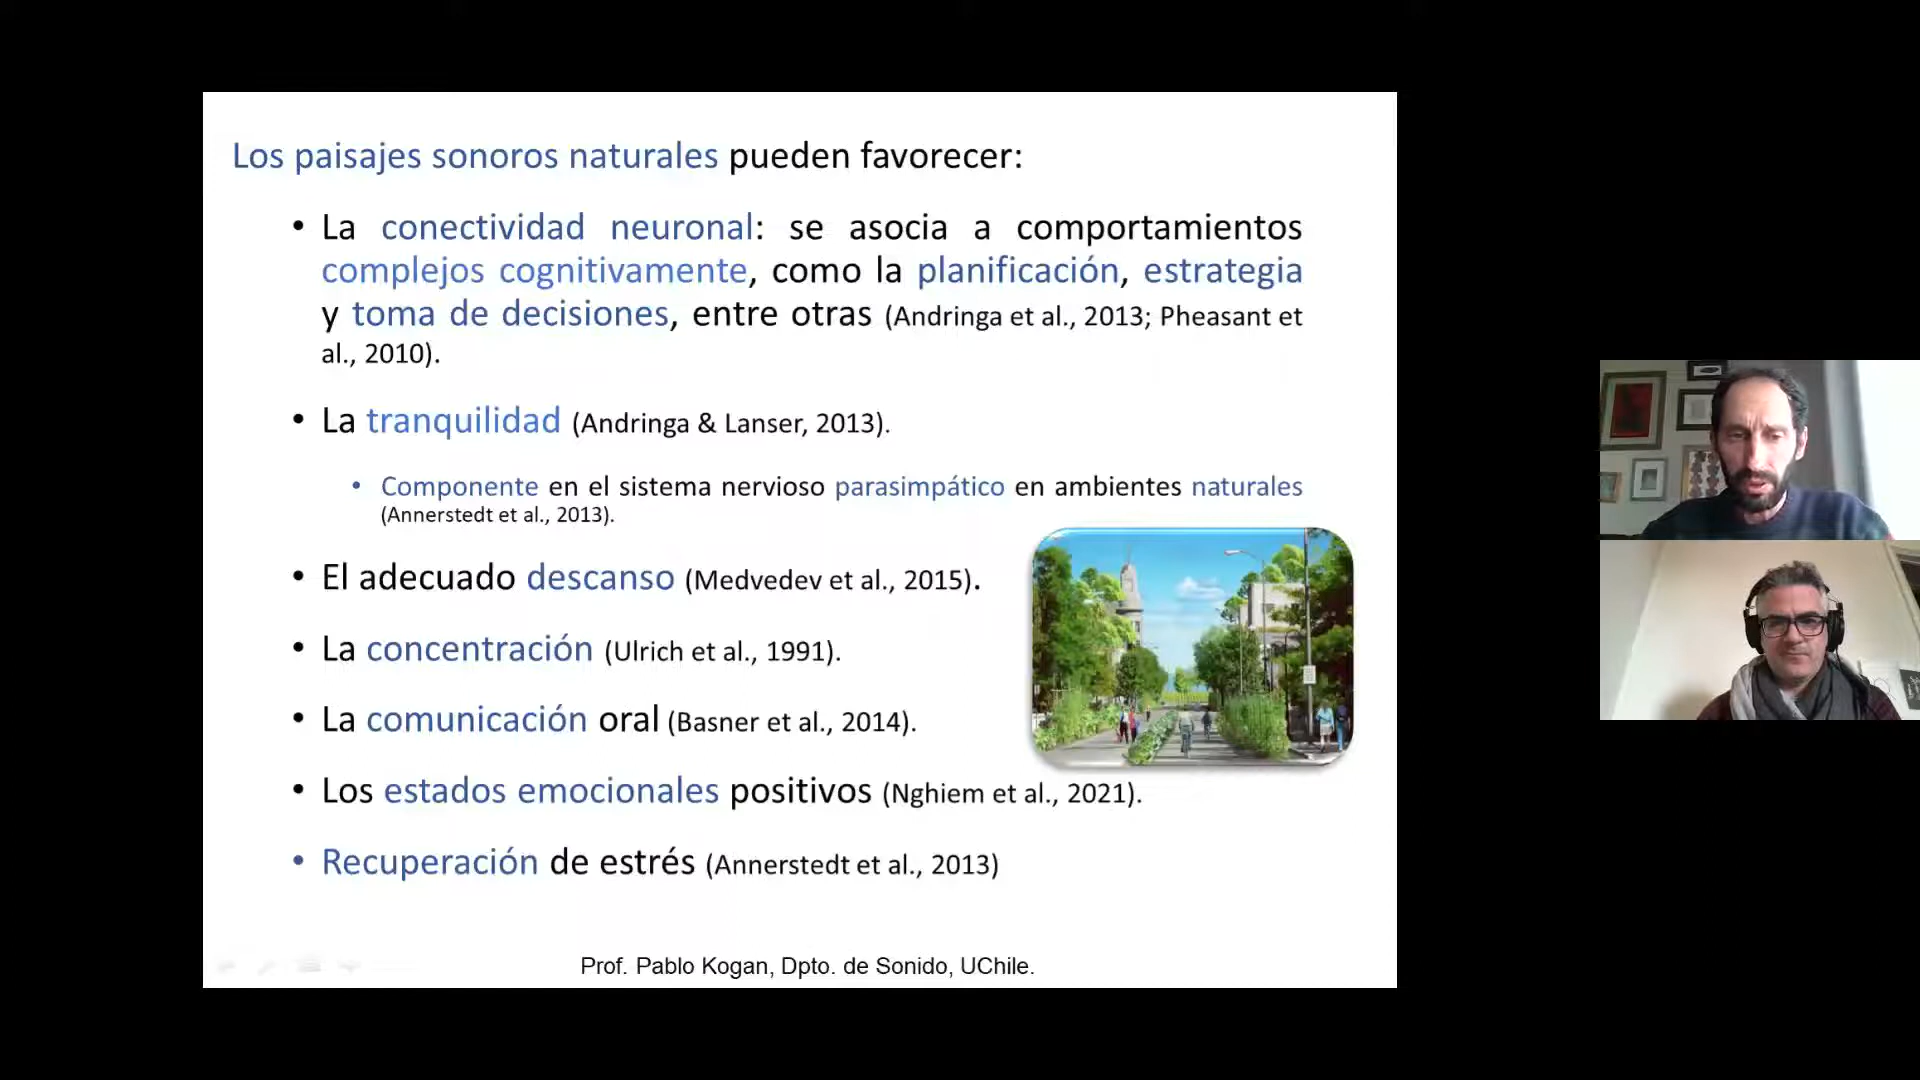 Los paisajes sonoros naturales pueden favorecer:
• La conectividad neuronal: se asocia a comportamientos
complejos cognitivamente, como la planificación, estrategia
y toma de decisiones, entre otras (Andringa et al., 2013; Pheasant et
al., 2010).
• La tranquilidad (Andringa & Lanser, 2013).
• Componente en el sistema nervioso parasimpático en ambientes naturales
(Annerstedt et al., 2013).
• El adecuado descanso (Medvedev et al., 2015).
• La concentración (Ulrich et al., 1991).
• La comunicación oral (Basner et al., 2014).
• Los estados emocionales positivos (Nghiem et al., 2021).
• Recuperación de estrés (Annerstedt et al., 2013)
Prof. Pablo Kogan, Dpto. de Sonido, UChile.